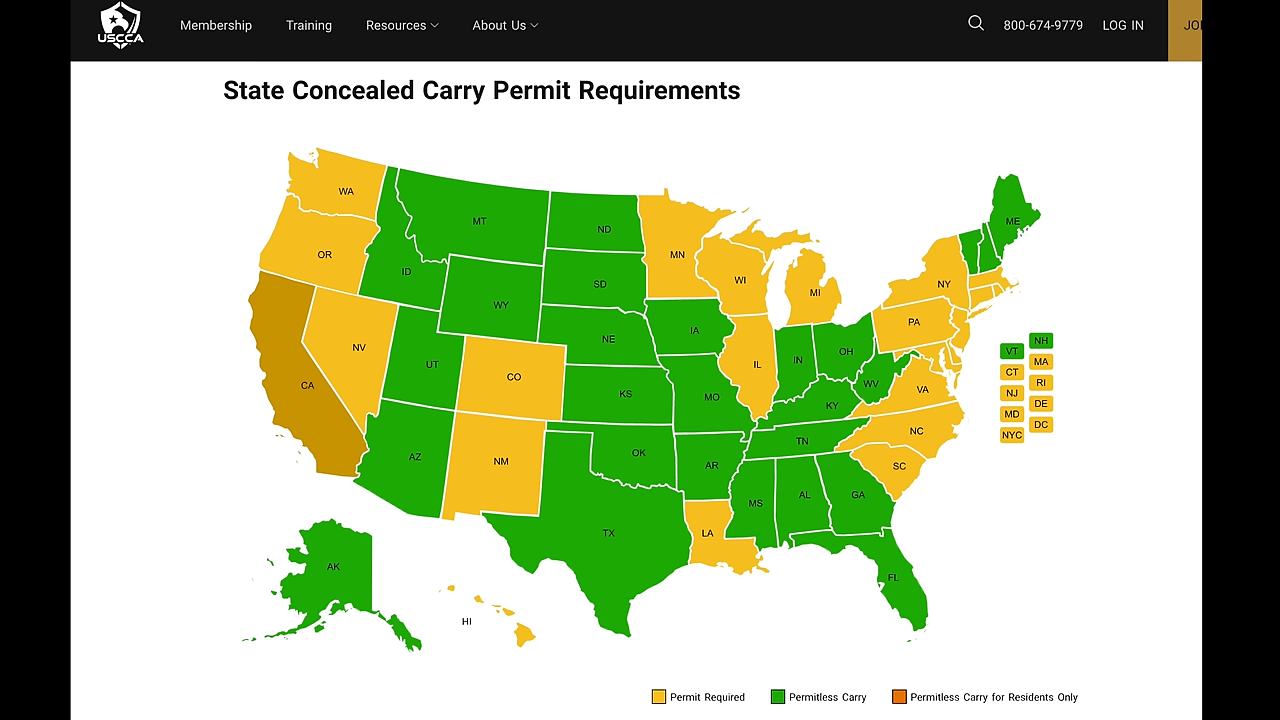 USCCA
Membership
Training
Resources
About Us
800-674-9779
LOG IN
JOI
State Concealed Carry Permit Requirements
WA
MT
ME
ND
OR
MN
ID
SD
WI
NY
MI
WY
PA
IA
NE
NH
NV
VT
OH
IN
MA
UT
IL
CO
CT
WV
RI
CA
VA
KS
NJ
MO
KY
DE
MD
DC
NC
NYC
TN
AZ
OK
NM
AR
SC
MS
AL
GA
TX
LA
AK
FL
HI
Permit Required
Permitless Carry
Permitless Carry for Residents Only